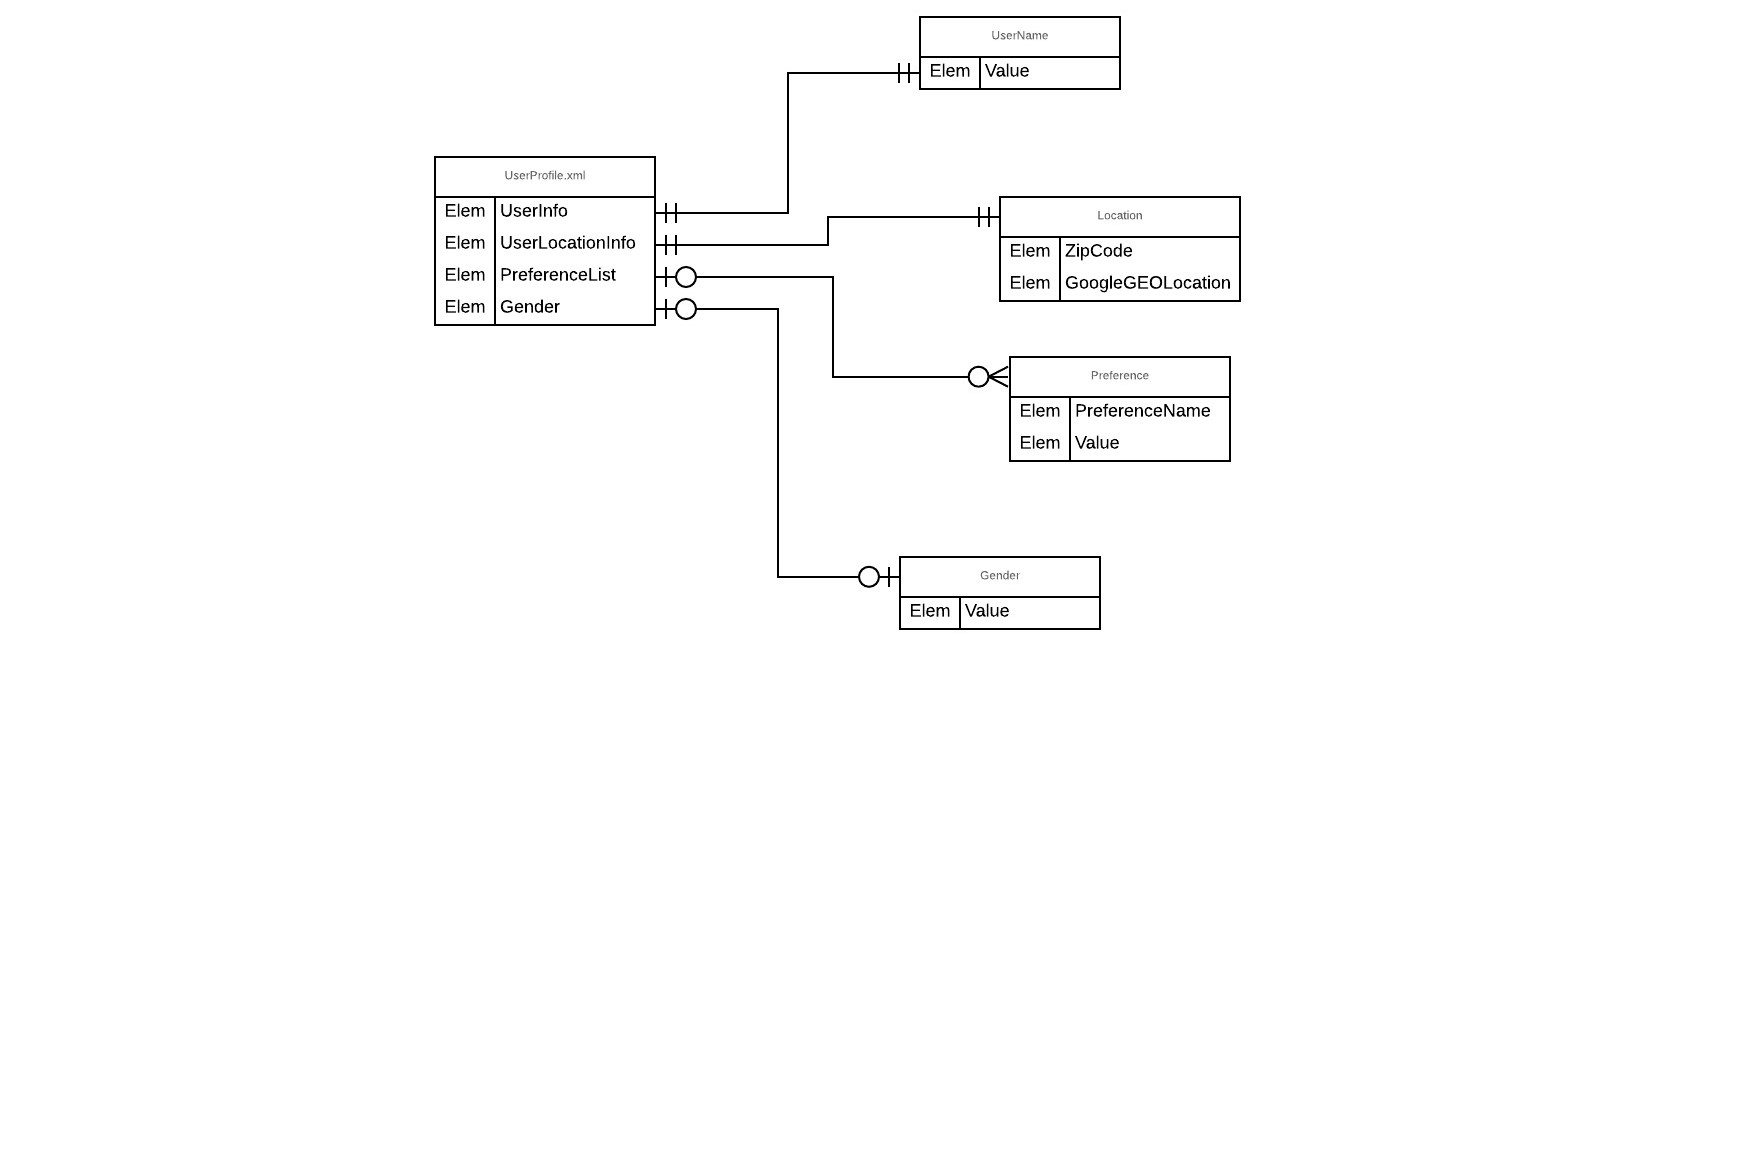 UserName
Elem Value
UserProfile.xml
Elem UserInfo
Elem UserLocationInfo
Elem PreferenceList
Elem Gender
Location
Elem ZipCode
Elem GoogleGEOLocation
Preference
Elem PreferenceName
Elem Value
Gender
Elem Value